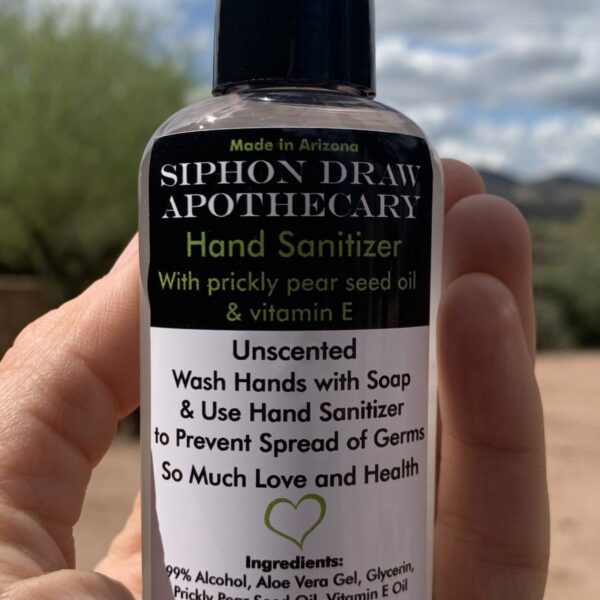 Made in Arizona
SIPHON DRAW
APOTHECARY
Hand Sanitizer
With prickly pear seed oil
& vitamin E
Unscented
Wash Hands with Soap
& Use Hand Sanitizer
to Prevent Spread of Germs
So Much Love and Health
Ingredients:
99% Alcohol, Aloe Vera Gel, Glycerin,
Prickly Pear Seed Oil, Vitamin E Oil